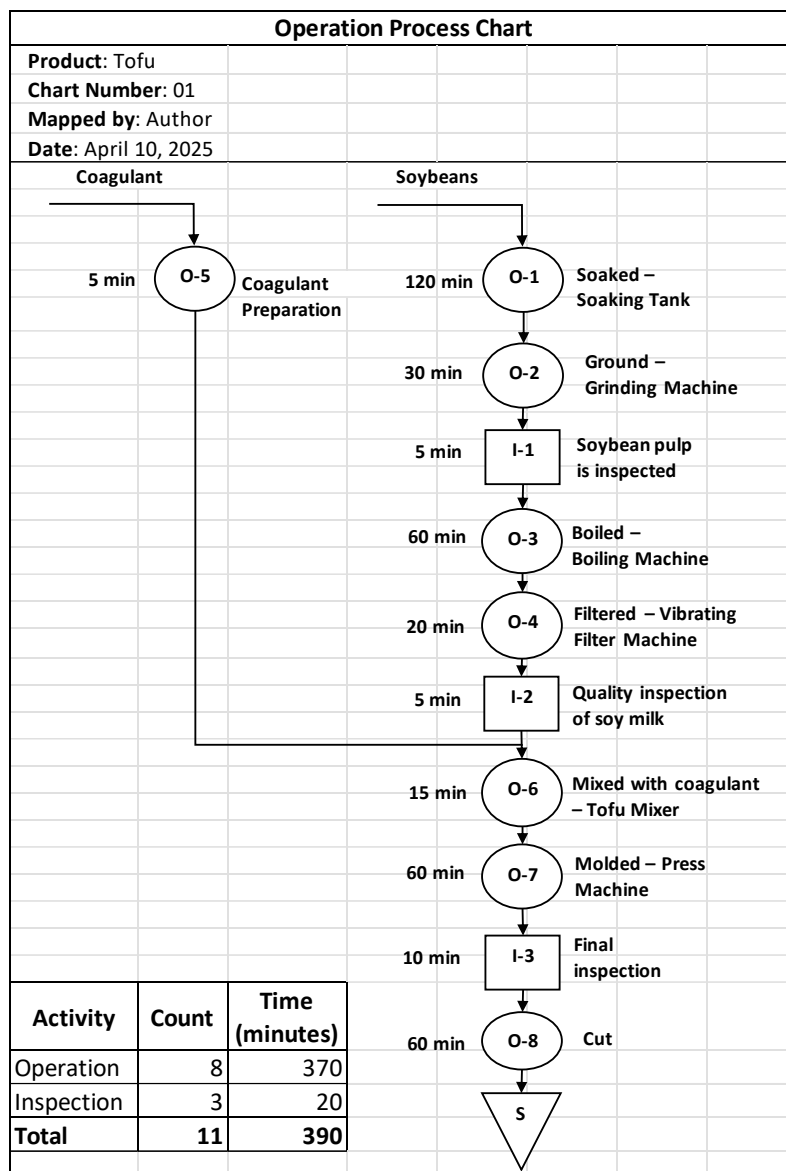 Operation Process Chart
Product: Tofu
Chart Number: 01
Mapped by: Author
Date: April 10, 2025
Coagulant
Soybeans
5 min
O-5
Coagulant
Preparation
120 min
O-1
Soaked –
Soaking Tank
30 min
O-2
Ground –
Grinding Machine
5 min
I-1
Soybean pulp
is inspected
60 min
O-3
Boiled –
Boiling Machine
20 min
O-4
Filtered – Vibrating
Filter Machine
5 min
I-2
Quality inspection
of soy milk
15 min
O-6
Mixed with coagulant
– Tofu Mixer
60 min
O-7
Molded – Press
Machine
10 min
I-3
Final
inspection
60 min
O-8
Cut
S
Activity Count Time (minutes)
Operation 8 370
Inspection 3 20
Total 11 390